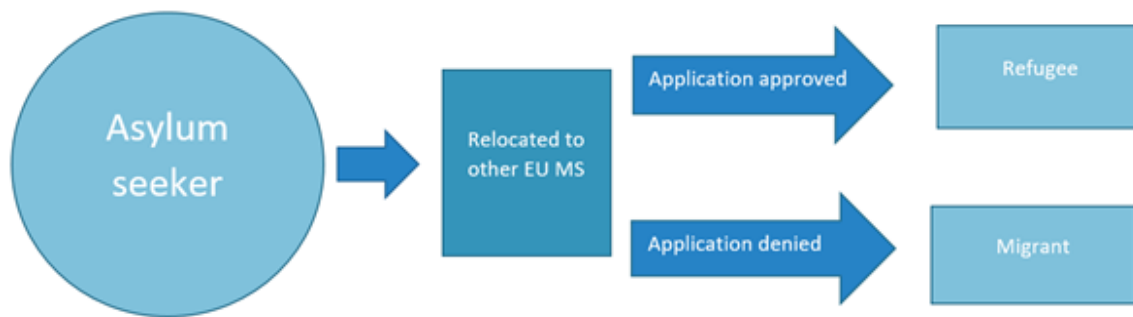 Asylum
seeker
Relocated to
other EU MS
Application approved
Refugee
Application denied
Migrant